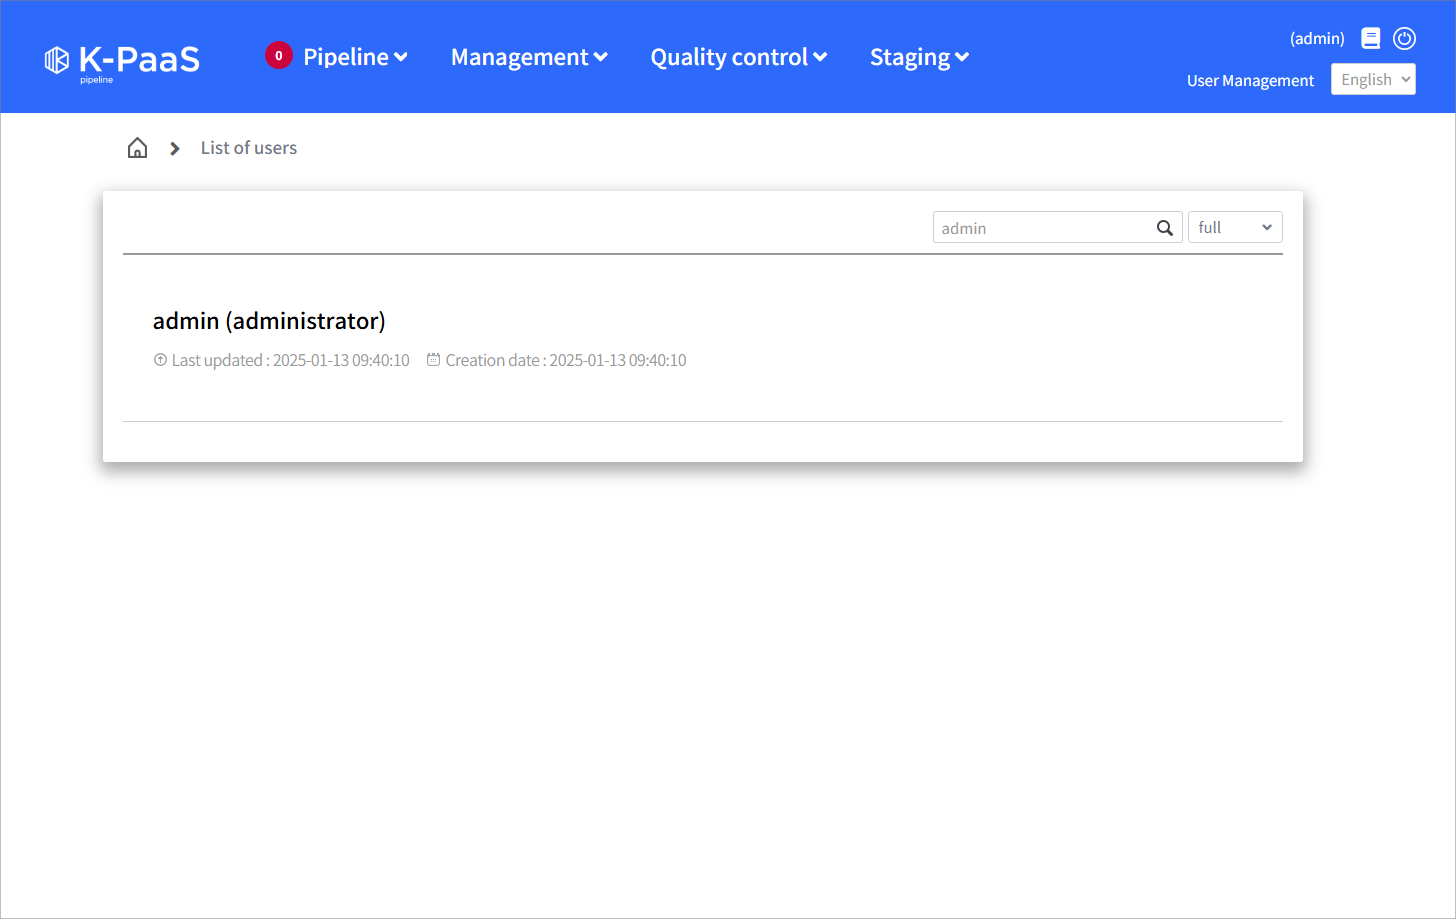 K-PaaS
pipeline
0 Pipeline
Management
Quality control
Staging
(admin)
User Management
English
List of users
admin
full
admin (administrator)
Last updated : 2025-01-13 09:40:10
Creation date : 2025-01-13 09:40:10